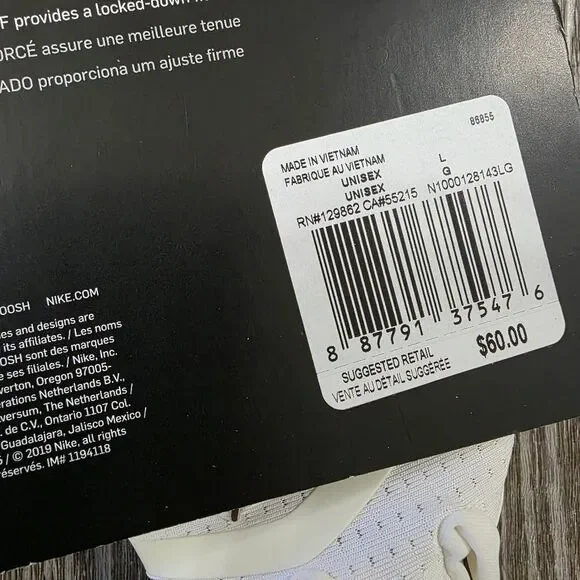 F provides a locked-down
ORCÉ assure une meilleure tenue
ADO proporciona um ajuste firme
86855
MADE IN VIETNAM
FABRIQUE AU VIETNAM
L
G
UNISEX
UNISEX
RN#129862 CA#55215 N1000128143LG
8 87791 37547 6
SUGGESTED RETAIL
VENTE AU DÉTAIL SUGGÉRÉE
$60.00
OOSH NIKE.COM
es and designs are
its affiliates. / Les noms
OSH sont des marques
e ses filiales. / Nike, Inc.
verton, Oregon 97005-
erations Netherlands B.V.,
versum, The Netherlands /
. de C.V., Ontario 1107 Col.
Guadalajara, Jalisco Mexico /
/ © 2019 Nike, all rights
réservés. IM# 1194118